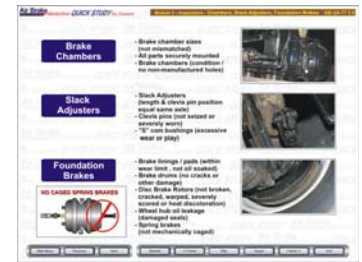 Air Brake
QUICK STUDY
Brake
Chambers
- Brake chamber sizes
(not mismatched)
- All parts securely mounted
- Brake chambers (condition /
no non-manufactured holes)
Slack
Adjusters
- Slack Adjusters
(length & clevis pin position
equal same axle)
- Clevis pins (not seized or
severely worn)
- "S" cam bushings (excessive
wear or play)
Foundation
Brakes
- Brake linings / pads (within
wear limit , not oil soaked)
- Brake drums (no cracks or
other damage)
- Disc Brake Rotors (not broken,
cracked, warped, severely
scored or heat discoloration)
- Wheel hub oil leakage
(damaged seals)
- Spring brakes
(not mechanically caged)
NO CAGED SPRING BRAKES